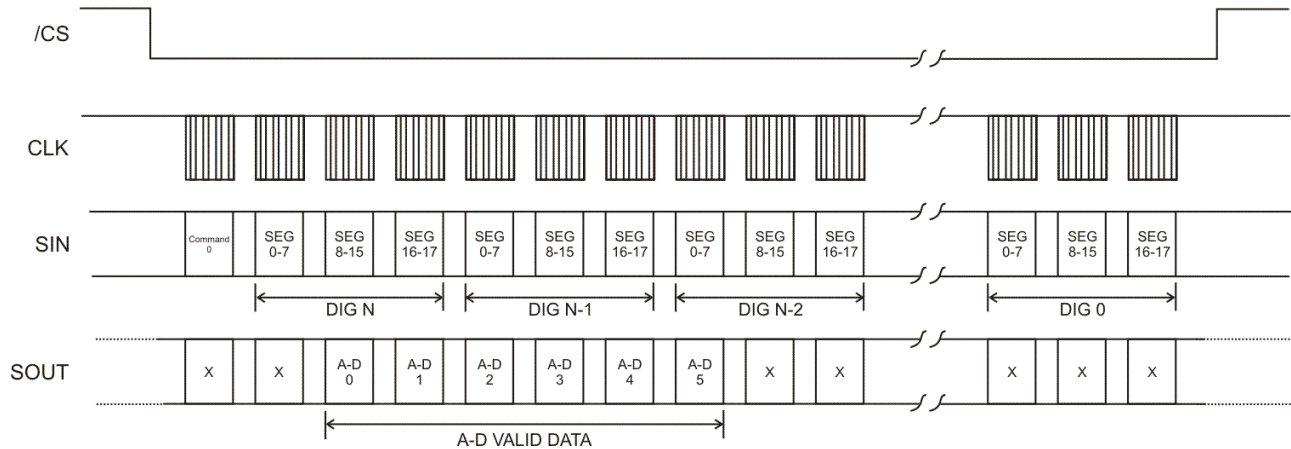 /CS
CLK
SIN
Command
0
SEG
0-7
SEG
8-15
SEG
16-17
SEG
0-7
SEG
8-15
SEG
16-17
SEG
0-7
SEG
8-15
SEG
16-17
SEG
0-7
SEG
8-15
SEG
16-17
DIG N
DIG N-1
DIG N-2
DIG 0
SOUT
X
X
A-D
0
A-D
1
A-D
2
A-D
3
A-D
4
A-D
5
X
X
X
X
X
A-D VALID DATA